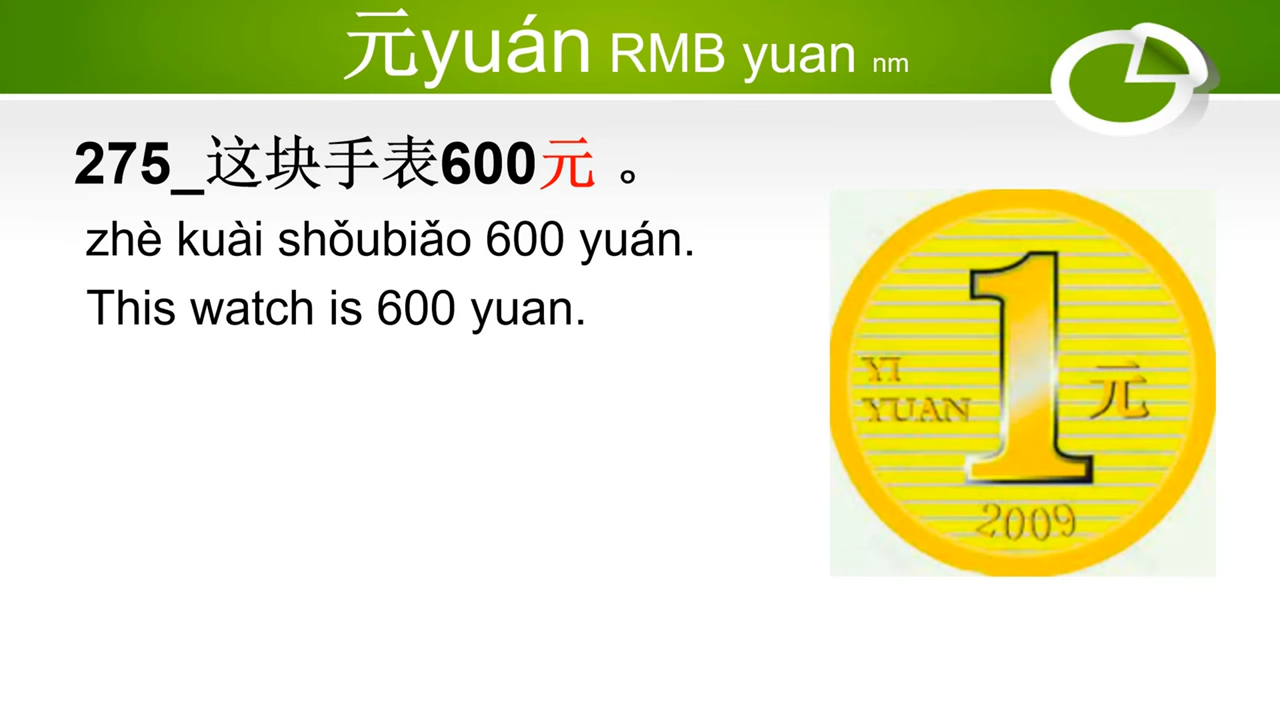 元yuán RMB yuan nm
275_这块手表600元 。
zhè kuài shǒubiǎo 600 yuán.
This watch is 600 yuan.
1
YI
YUAN
元
2009